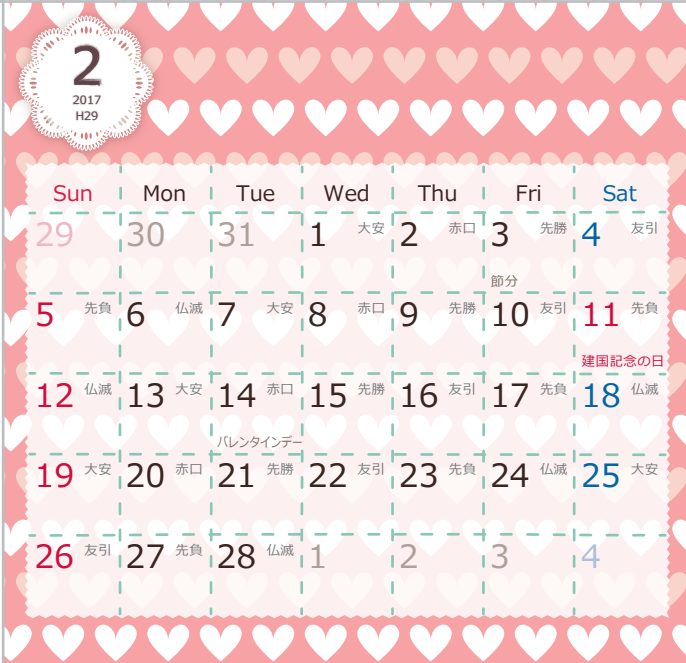 2
2017
H29
Sun Mon Tue Wed Thu Fri Sat
29 30 31 1 大安 2 赤口 3 先勝 4 友引
節分
5 先負 6 仏滅 7 大安 8 赤口 9 先勝 10 友引 11 先負
建国記念の日
12 仏滅 13 大安 14 赤口 15 先勝 16 友引 17 先負 18 仏滅
バレンタインデー
19 大安 20 赤口 21 先勝 22 友引 23 先負 24 仏滅 25 大安
26 友引 27 先負 28 仏滅 1 2 3 4